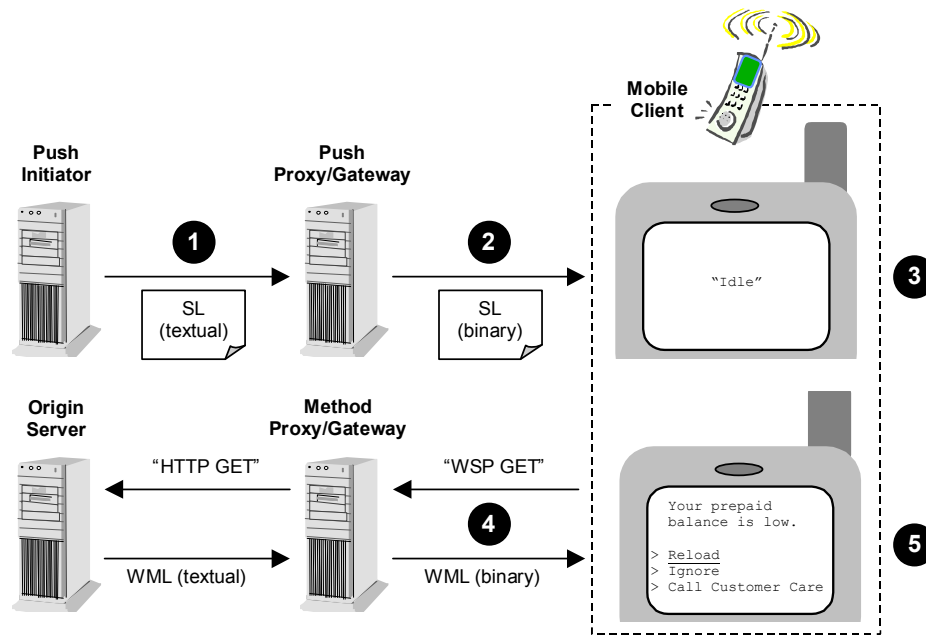 Mobile
Client
Push
Initiator
Push
Proxy/Gateway
1
2
SL
(textual)
SL
(binary)
“Idle”
3
Origin
Server
Method
Proxy/Gateway
“HTTP GET”
“WSP GET”
4
WML (textual)
WML (binary)
Your prepaid
balance is low.
> Reload
> Ignore
> Call Customer Care
5